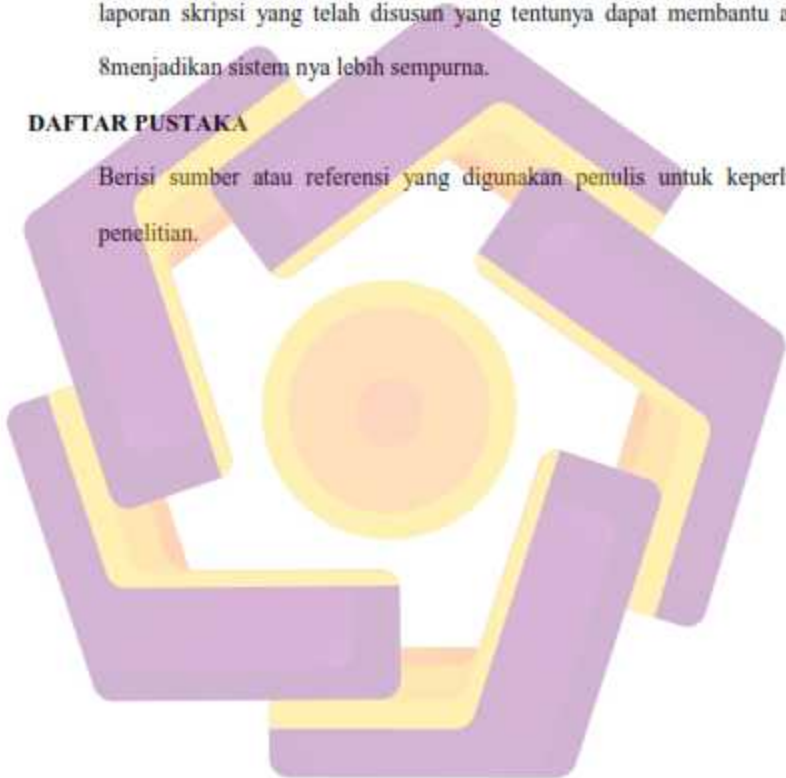 laporan skripsi yang telah disusun yang tentunya dapat membantu
8menjadikan sistem nya lebih sempurna.
DAFTAR PUSTAKA
Berisi sumber atau referensi yang digunakan penulis untuk
penelitian.